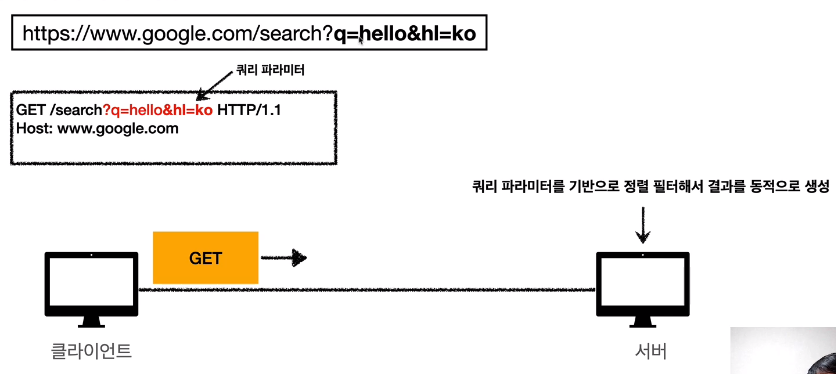 https://www.google.com/search?q=hello&hl=ko
쿼리 파라미터
GET /search?q=hello&hl=ko HTTP/1.1
Host: www.google.com
쿼리 파라미터를 기반으로 정렬 필터해서 결과를 동적으로 생성
GET
클라이언트
서버